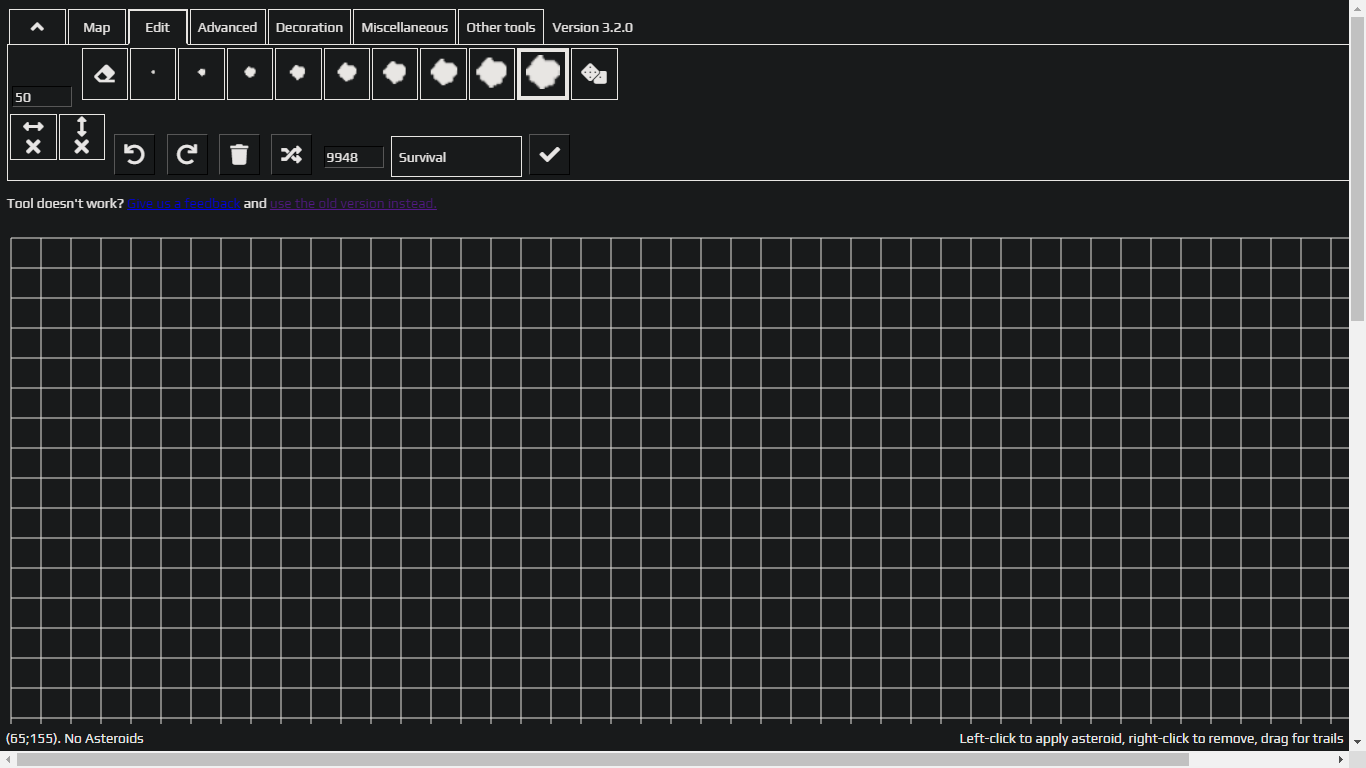 Map Edit Advanced Decoration Miscellaneous Other tools Version 3.2.0
50
9948 Survival
Tool doesn't work? Give us a feedback and use the old version instead.
(65;155). No Asteroids Left-click to apply asteroid, right-click to remove, drag for trails